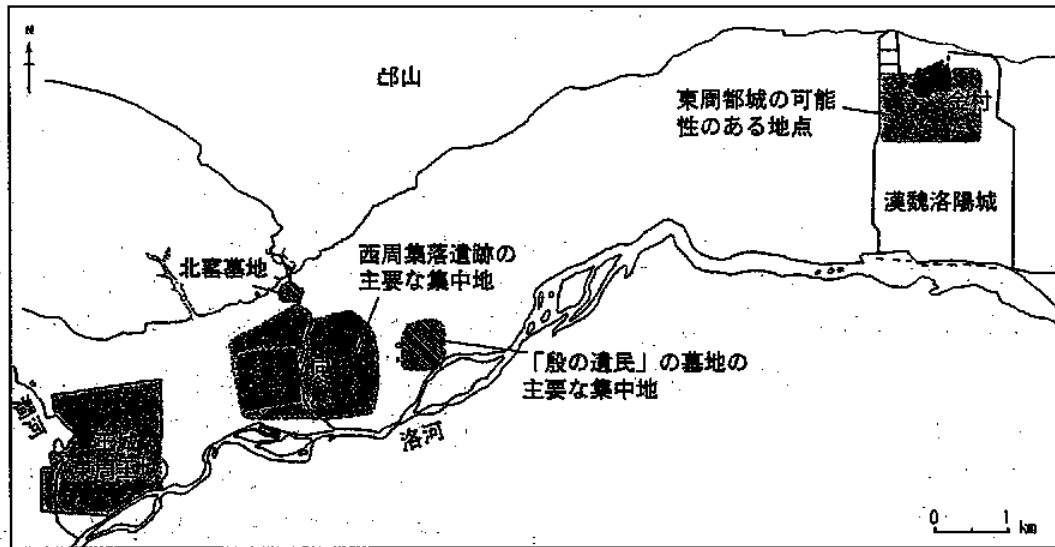 N
邙山
東周都城の可能
性のある地点
金村
漢魏洛陽城
西周集落遺跡の
主要な集中地
北窰墓地
「殷の遺民」の墓地の
主要な集中地
澗河
洛河
東周王城
0 1 km